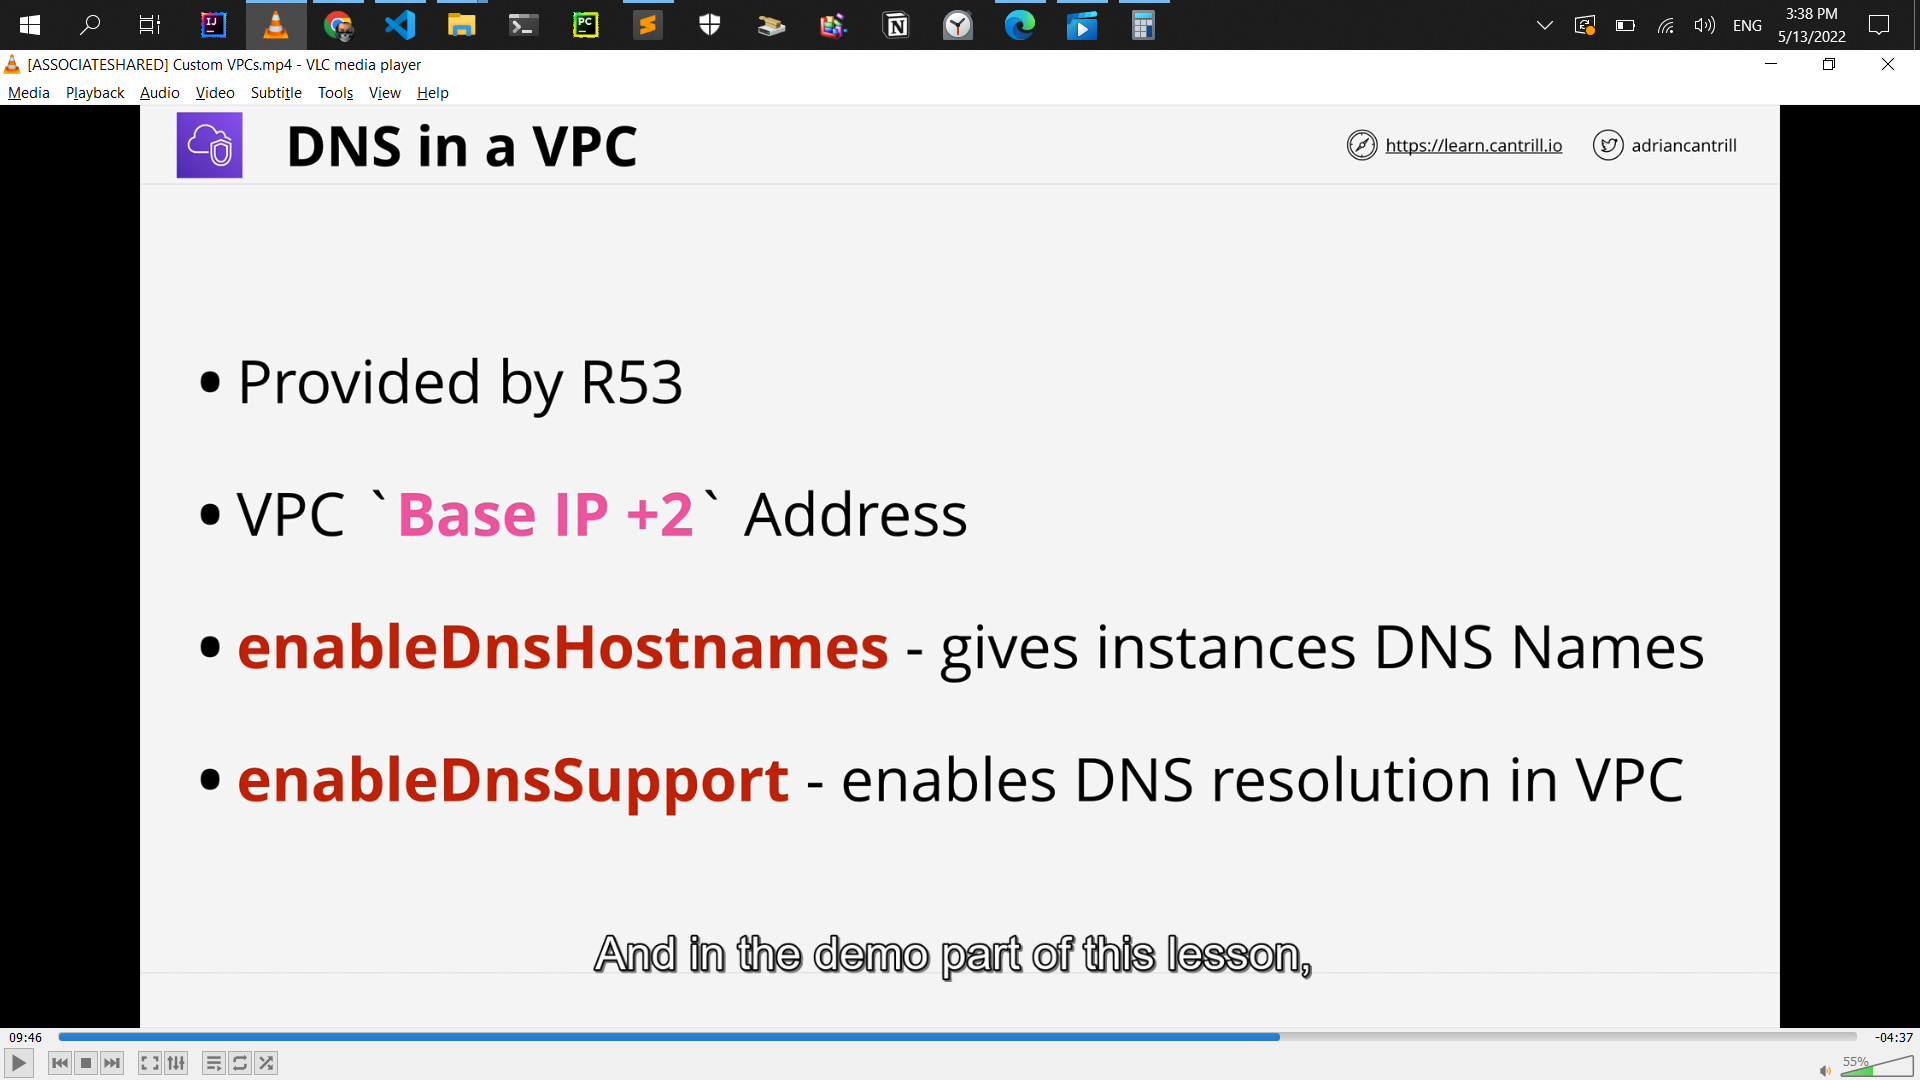 IJ
PC
N
ENG
3:38 PM
5/13/2022
[ASSOCIATESHARED] Custom VPCs.mp4 - VLC media player
Media Playback Audio Video Subtitle Tools View Help
DNS in a VPC
https://learn.cantrill.io
adriancantrill
• Provided by R53
• VPC `Base IP +2` Address
• enableDnsHostnames - gives instances DNS Names
• enableDnsSupport - enables DNS resolution in VPC
And in the demo part of this lesson,
09:46
-04:37
55%